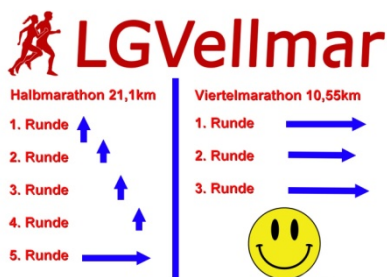 LGVellmar
Halbmarathon 21,1km
1. Runde
2. Runde
3. Runde
4. Runde
5. Runde
Viertelmarathon 10,55km
1. Runde
2. Runde
3. Runde